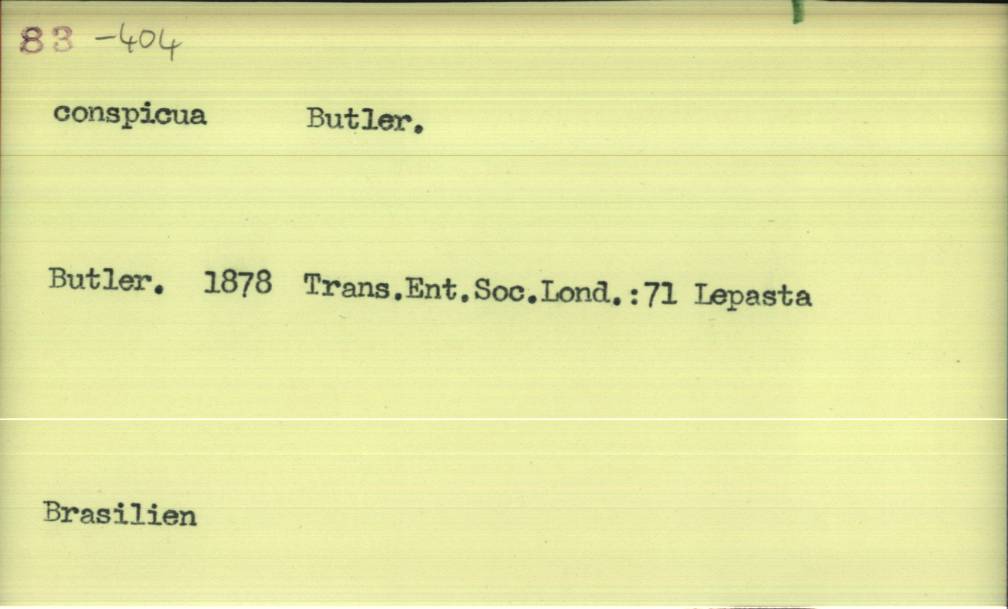 83 -404
conspicua Butler.
Butler. 1878 Trans.Ent.Soc.Lond.:71 Lepasta
Brasilien